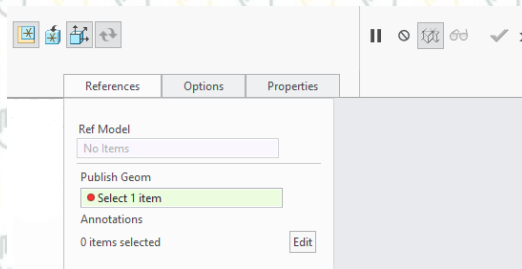 References Options Properties
Ref Model
No Items
Publish Geom
Select 1 item
Annotations
0 items selected Edit